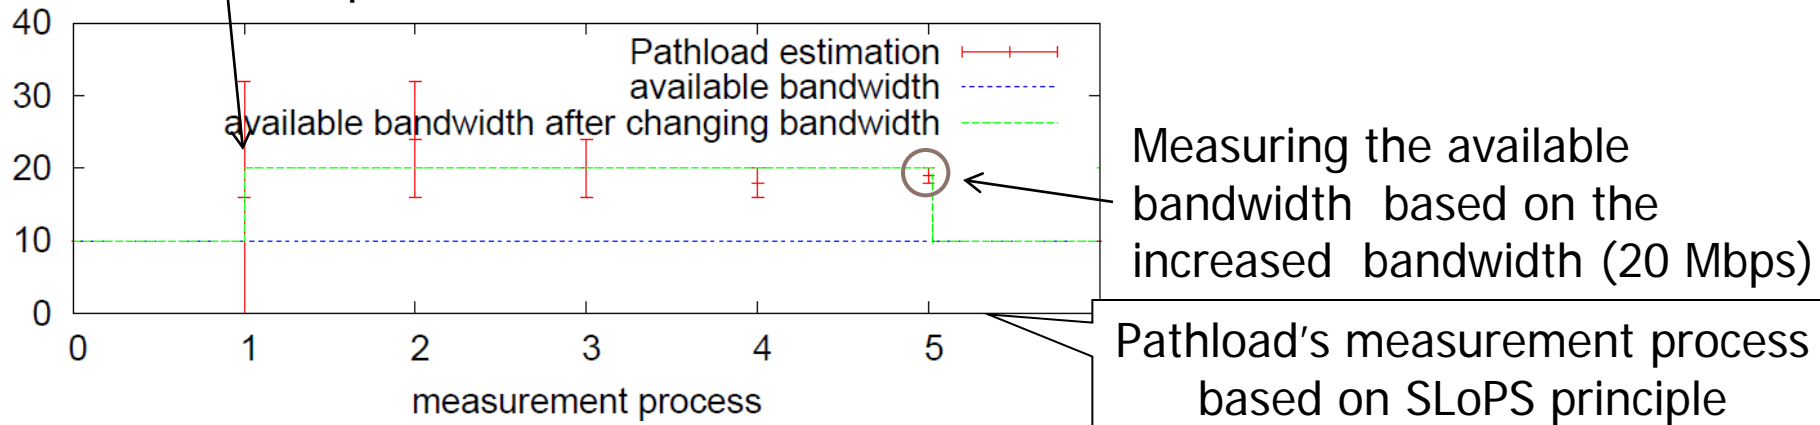 40
Pathload estimation
available bandwidth
30
available bandwidth after changing bandwidth
20
10
0
0 1 2 3 4 5
measurement process
Measuring the available
bandwidth based on the
increased bandwidth (20 Mbps)
Pathload's measurement process
based on SLoPS principle